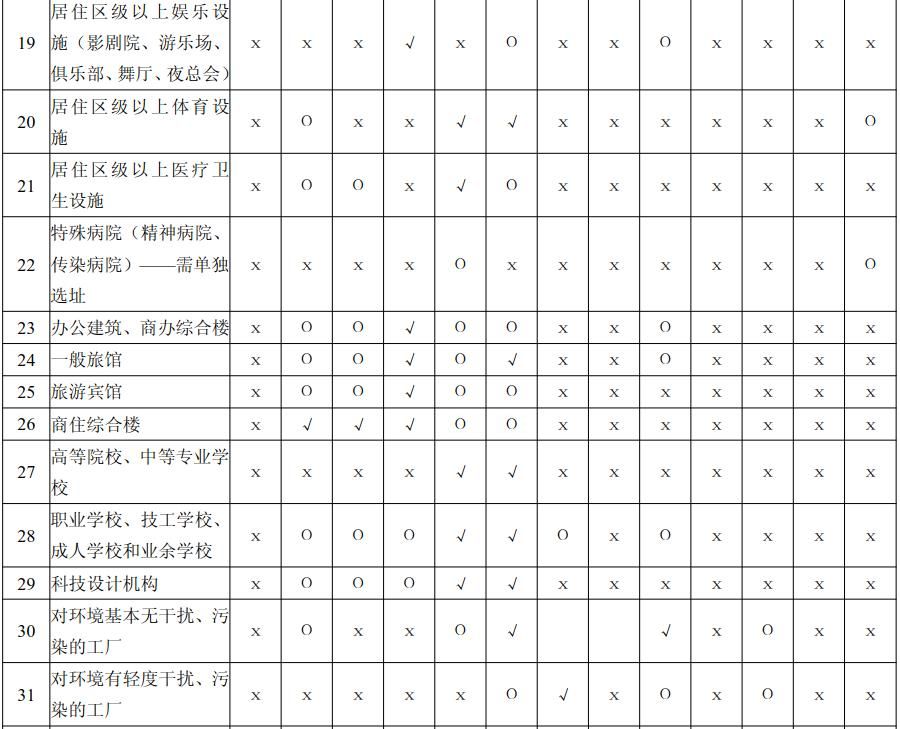 居住区级以上娱乐设
19 施（影剧院、游乐场、 x x x √ x O x x O x x x x
俱乐部、舞厅、夜总会）
居住区级以上体育设
20 x O x x √ √ x x x x x x O
施
居住区级以上医疗卫
21 x O O x √ O x x x x x x x
生设施
特殊病院（精神病院、
22 传染病院）——需单独 x x x x O x x x x x x x O
选址
23 办公建筑、商办综合楼 x O O √ O O x x O x x x x
24 一般旅馆 x O O √ O √ x x O x x x x
25 旅游宾馆 x O O √ O O x x x x x x x
26 商住综合楼 x √ √ √ O O x x x x x x x
高等院校、中等专业学
27 x x x x √ √ x x x x x x x
校
职业学校、技工学校、
28 x O O O √ √ O x O x x x x
成人学校和业余学校
29 科技设计机构 x O O O √ √ x x x x x x x
对环境基本无干扰、污
30 x O x x O √ √ x O x x
染的工厂
对环境有轻度干扰、污
31 x x x x x O √ x O x O x x
染的工厂